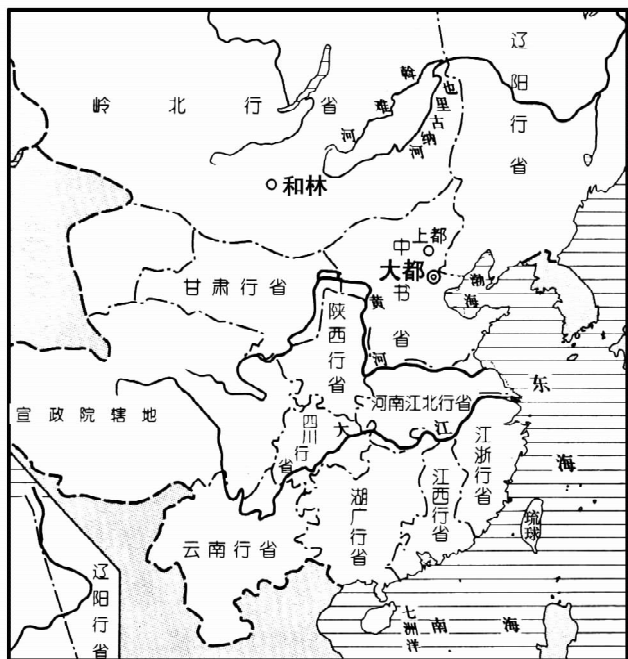 岭北行省
斡难河
也里古纳河
辽阳行省
和林
上都
大都
中书省
甘肃行省
陕西行省
黄河
渤海
宣政院辖地
四川行省
大江
河南江北行省
东海
江浙行省
江西行省
湖广行省
云南行省
琉球
辽阳行省
七洲洋
南海